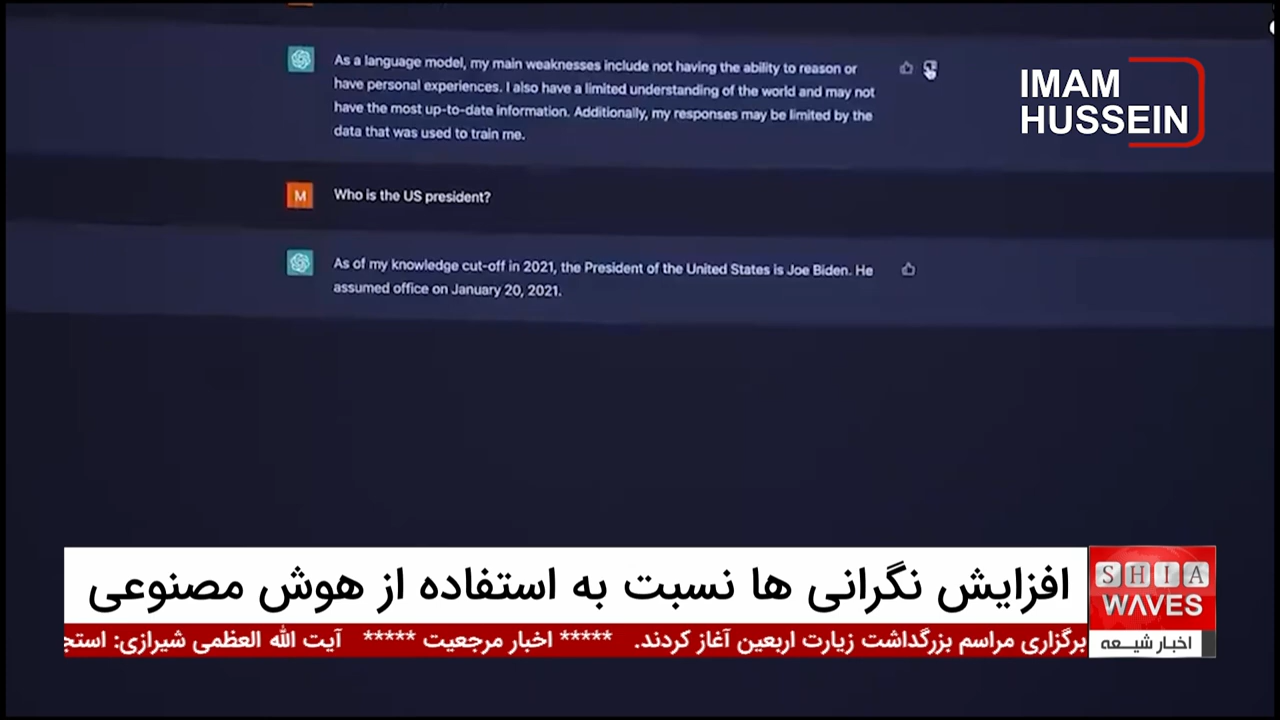 As a language model, my main weaknesses include not having the ability to reason or
have personal experiences. I also have a limited understanding of the world and may not
have the most up-to-date information. Additionally, my responses may be limited by the
data that was used to train me.
IMAM
HUSSEIN
M
Who is the US president?
As of my knowledge cut-off in 2021, the President of the United States is Joe Biden. He
assumed office on January 20, 2021.
افزایش نگرانی ها نسبت به استفاده از هوش مصنوعی
SHIA
WAVES
اخبار شیعه
برگزاری مراسم بزرگداشت زیارت اربعین آغاز کردند. ***** اخبار مرجعیت ***** آیت الله العظمی شیرازی: استج